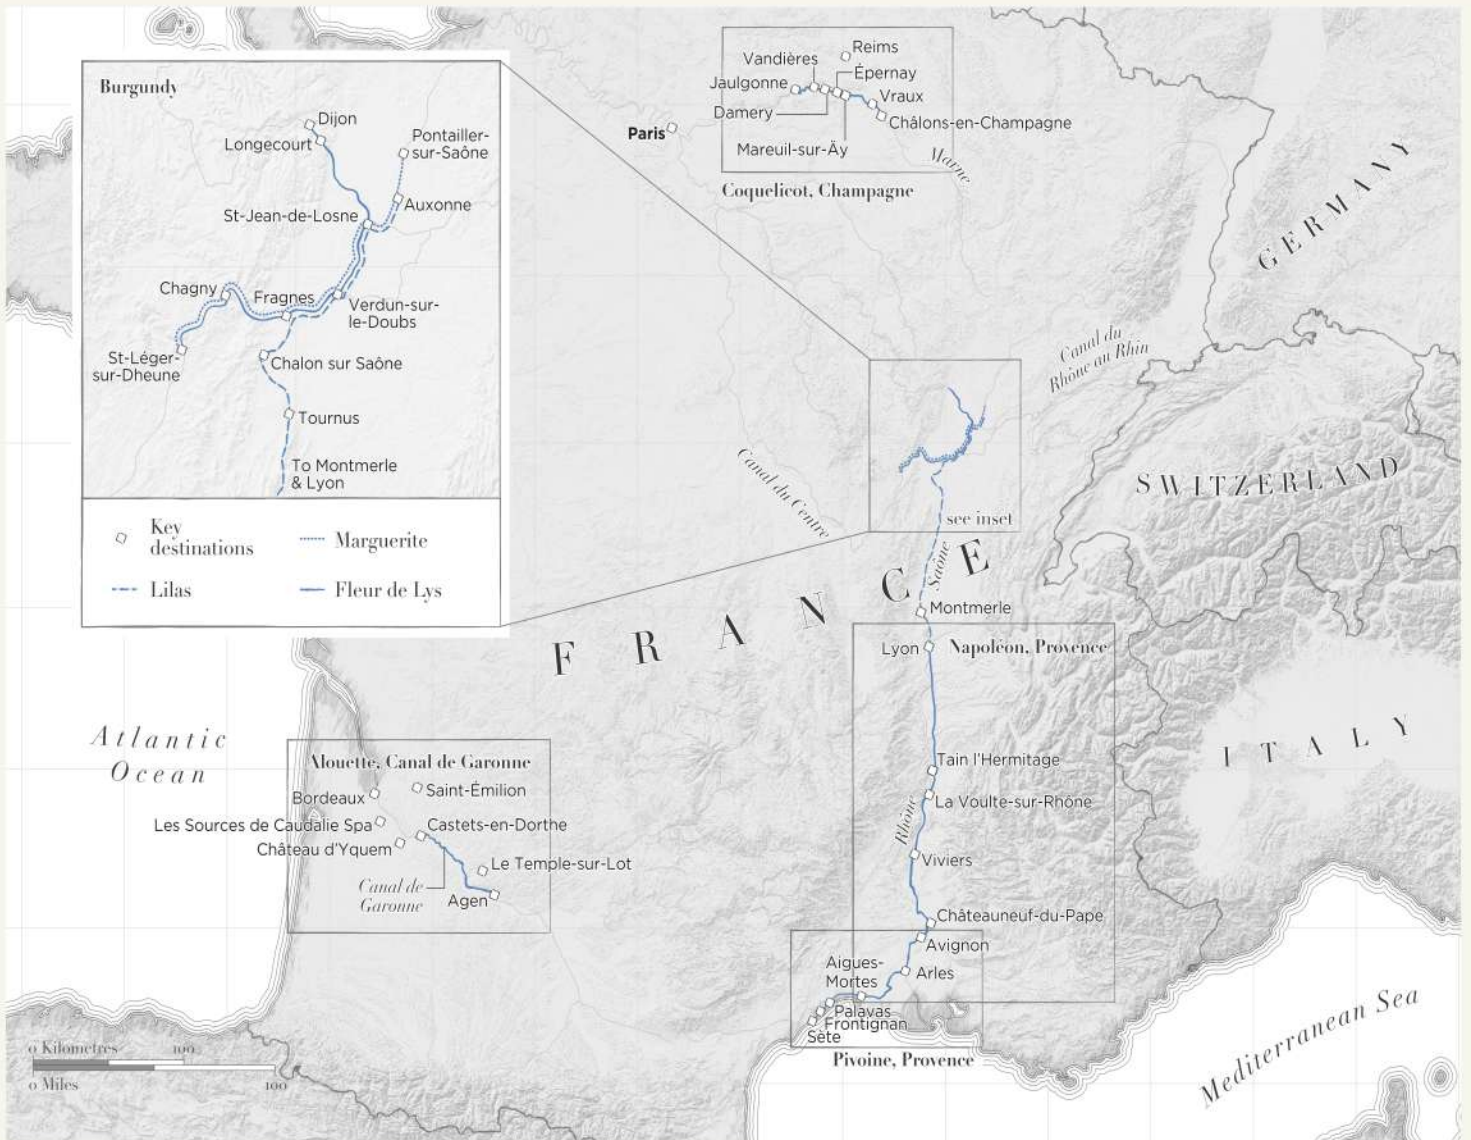 Burgundy
Dijon
Longecourt
Pontailler-
sur-Saône
St-Jean-de-Losne
Auxonne
Chagny
Fragnes
Verdun-sur-
le-Doubs
St-Léger-
sur-Dheune
Chalon sur Saône
Tournus
To Montmerle
& Lyon
Key
destinations
Marguerite
Lilas
Fleur de Lys
Reims
Vandières
Épernay
Jaulgonne
Vraux
Damery
Châlons-en-Champagne
Mareuil-sur-Äy
Marne
Coquelicot, Champagne
Paris
GERMANY
Canal du
Rhône au Rhin
SWITZERLAND
Canal du Centre
see inset
Saône
FRANCE
Montmerle
Lyon
Napoléon, Provence
ITALY
Tain l'Hermitage
La Voulte-sur-Rhône
Rhône
Viviers
Châteauneuf-du-Pape
Avignon
Arles
Aigues-
Mortes
Palavas
Frontignan
Sète
Pivoine, Provence
Atlantic
Ocean
Alouette, Canal de Garonne
Saint-Émilion
Bordeaux
Les Sources de Caudalie Spa
Castets-en-Dorthe
Château d'Yquem
Le Temple-sur-Lot
Canal de
Garonne
Agen
Mediterranean Sea
0 Kilometres 100
0 Miles 100